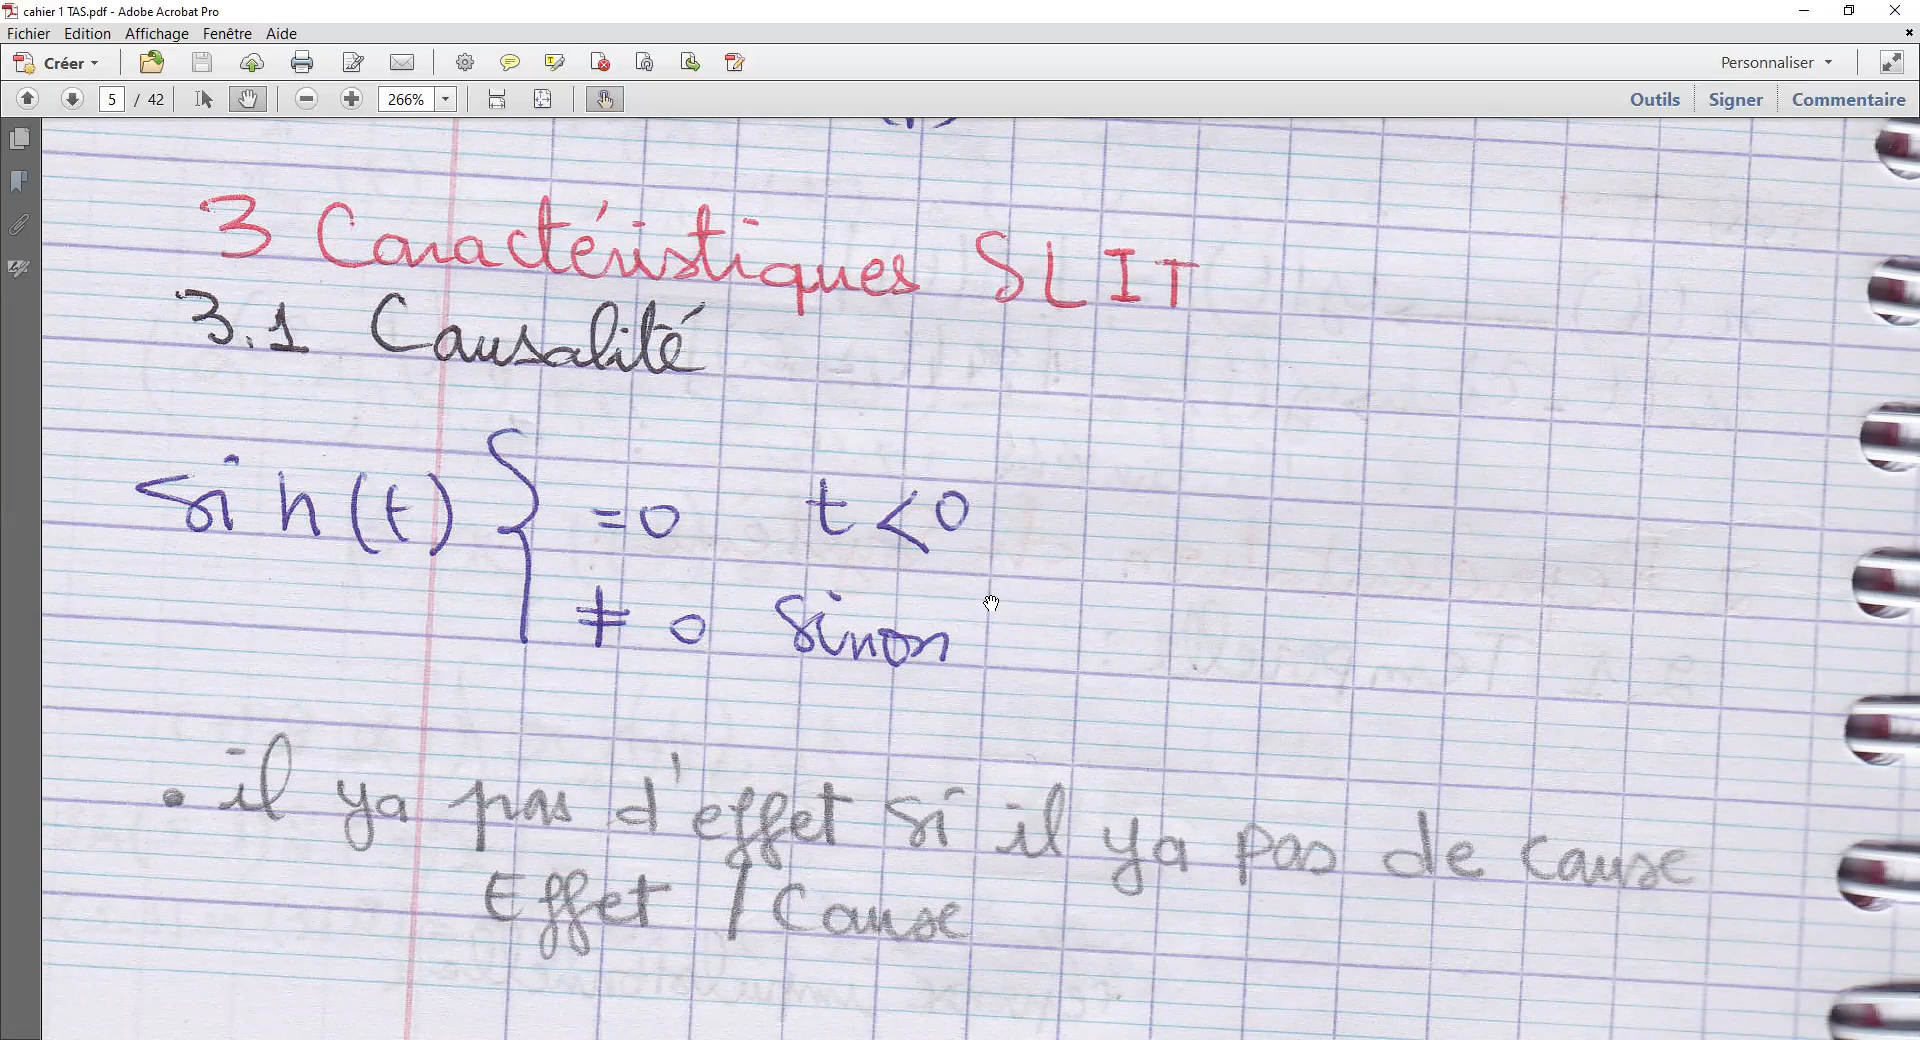 cahier 1 TAS.pdf - Adobe Acrobat Pro
Fichier Edition Affichage Fenêtre Aide
Créer Personnaliser
5 / 42 266% Outils Signer Commentaire
3 Caractéristiques SLIT
3.1 Causalité
si h(t) { =0 t<0
≠ 0 sinon
• il ya pas d'effet si il ya pas de cause
Effet / Cause